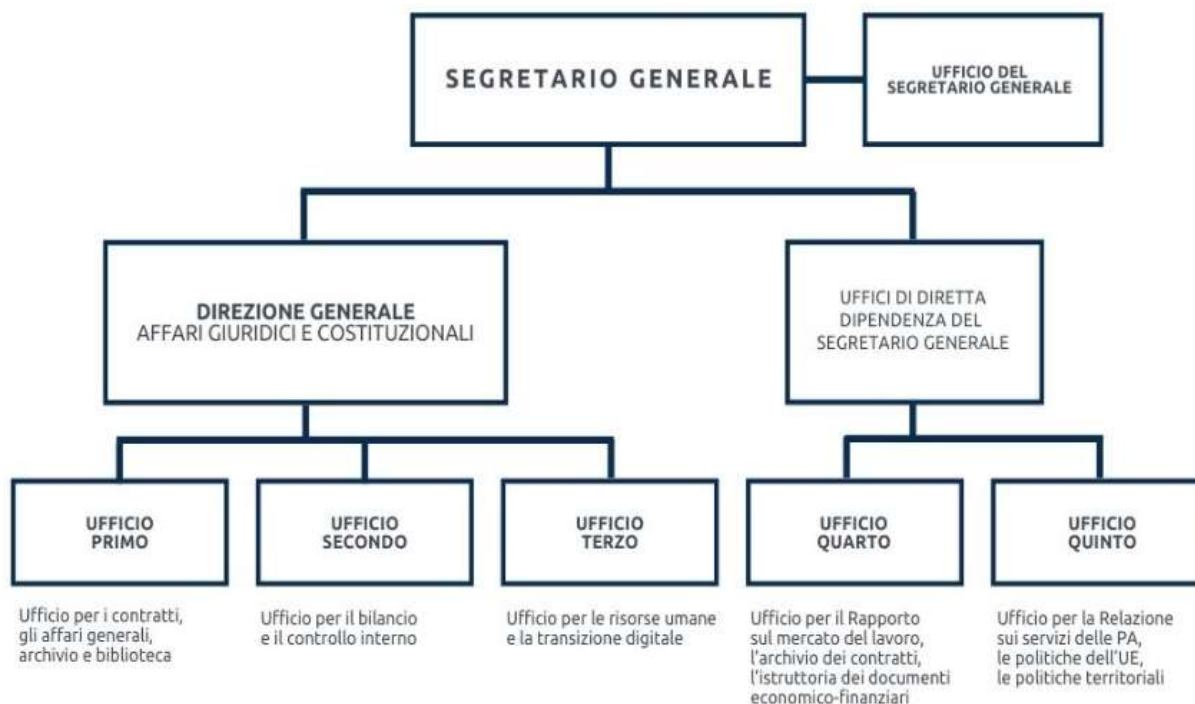 SEGRETARIO GENERALE
UFFICIO DEL
SEGRETARIO GENERALE
DIREZIONE GENERALE
AFFARI GIURIDICI E COSTITUZIONALI
UFFICI DI DIRETTA
DIPENDENZA DEL
SEGRETARIO GENERALE
UFFICIO
PRIMO
Ufficio per i contratti,
gli affari generali,
archivio e biblioteca
UFFICIO
SECONDO
Ufficio per il bilancio
e il controllo interno
UFFICIO
TERZO
Ufficio per le risorse umane
e la transizione digitale
UFFICIO
QUARTO
Ufficio per il Rapporto
sul mercato del lavoro,
l'archivio dei contratti,
l'istruttoria dei documenti
economico-finanziari
UFFICIO
QUINTO
Ufficio per la Relazione
sui servizi delle PA,
le politiche dell'UE,
le politiche territoriali